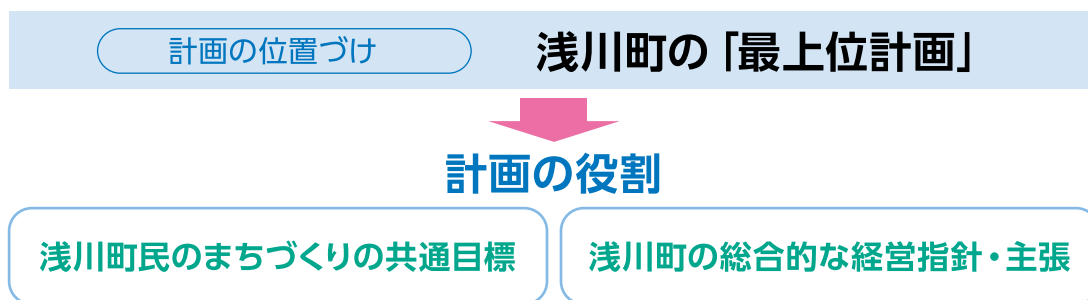 計画の位置づけ
浅川町の「最上位計画」
計画の役割
浅川町民のまちづくりの共通目標
浅川町の総合的な経営指針・主張